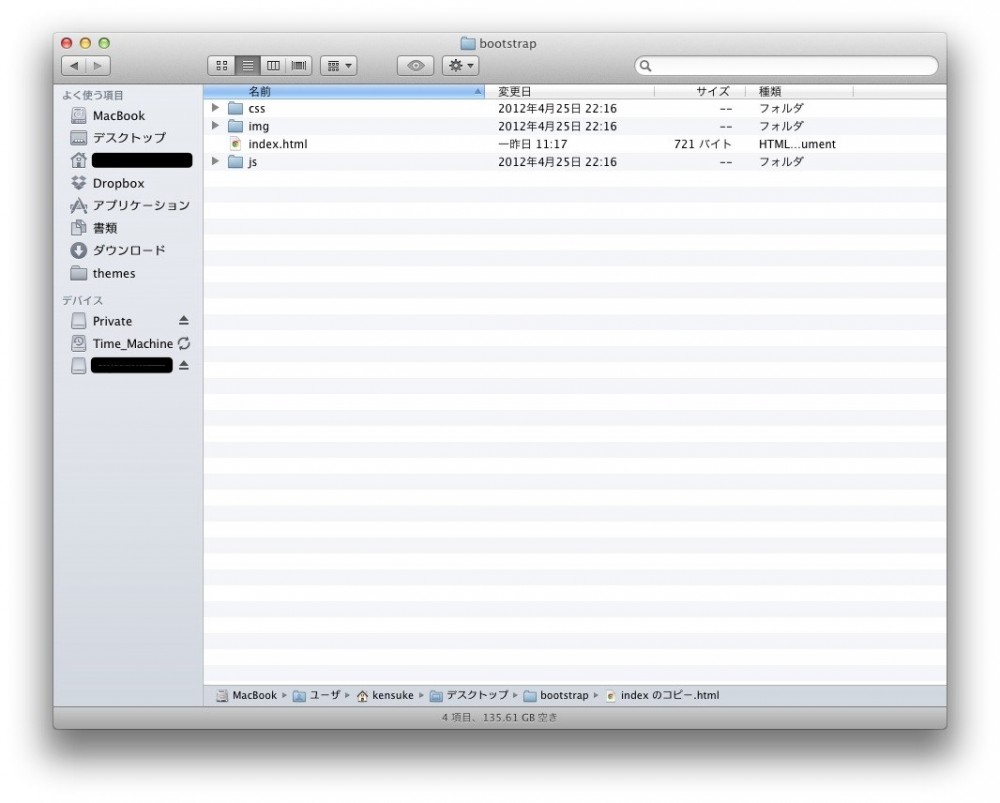 bootstrap
よく使う項目
MacBook
デスクトップ
Dropbox
アプリケーション
書類
ダウンロード
themes
デバイス
Private
Time_Machine
名前 変更日 サイズ 種類
css 2012年4月25日 22:16 -- フォルダ
img 2012年4月25日 22:16 -- フォルダ
index.html 一昨日 11:17 721 バイト HTML...ument
js 2012年4月25日 22:16 -- フォルダ
MacBook ユーザ kensuke デスクトップ bootstrap index のコピー.html
4 項目、135.61 GB 空き